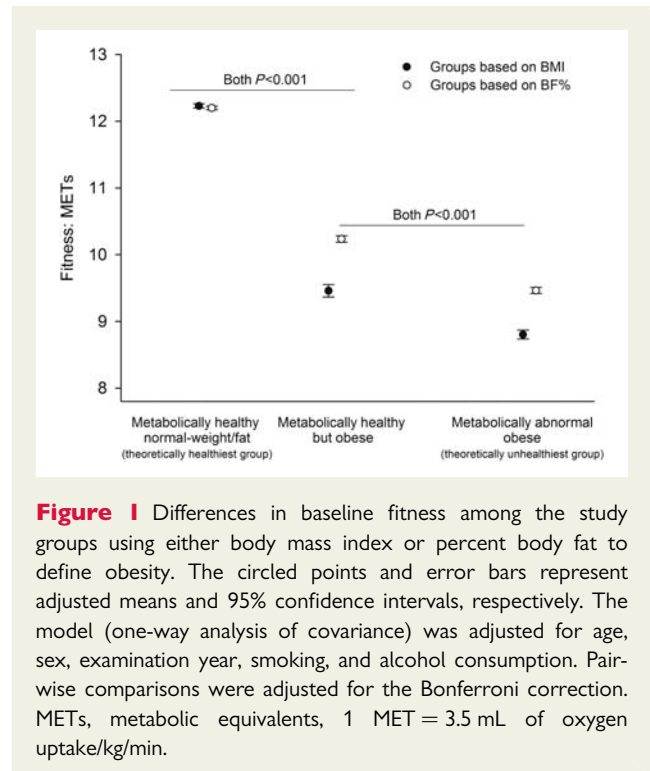 13
12
11
10
9
8
Fitness: METs
Both P<0.001
Groups based on BMI
Groups based on BF%
Both P<0.001
Metabolically healthy
normal-weight/fat
(theoretically healthiest group)
Metabolically healthy
but obese
Metabolically abnormal
obese
(theoretically unhealthiest group)
Figure 1 Differences in baseline fitness among the study
groups using either body mass index or percent body fat to
define obesity. The circled points and error bars represent
adjusted means and 95% confidence intervals, respectively. The
model (one-way analysis of covariance) was adjusted for age,
sex, examination year, smoking, and alcohol consumption. Pair-
wise comparisons were adjusted for the Bonferroni correction.
METs, metabolic equivalents, 1 MET = 3.5 mL of oxygen
uptake/kg/min.